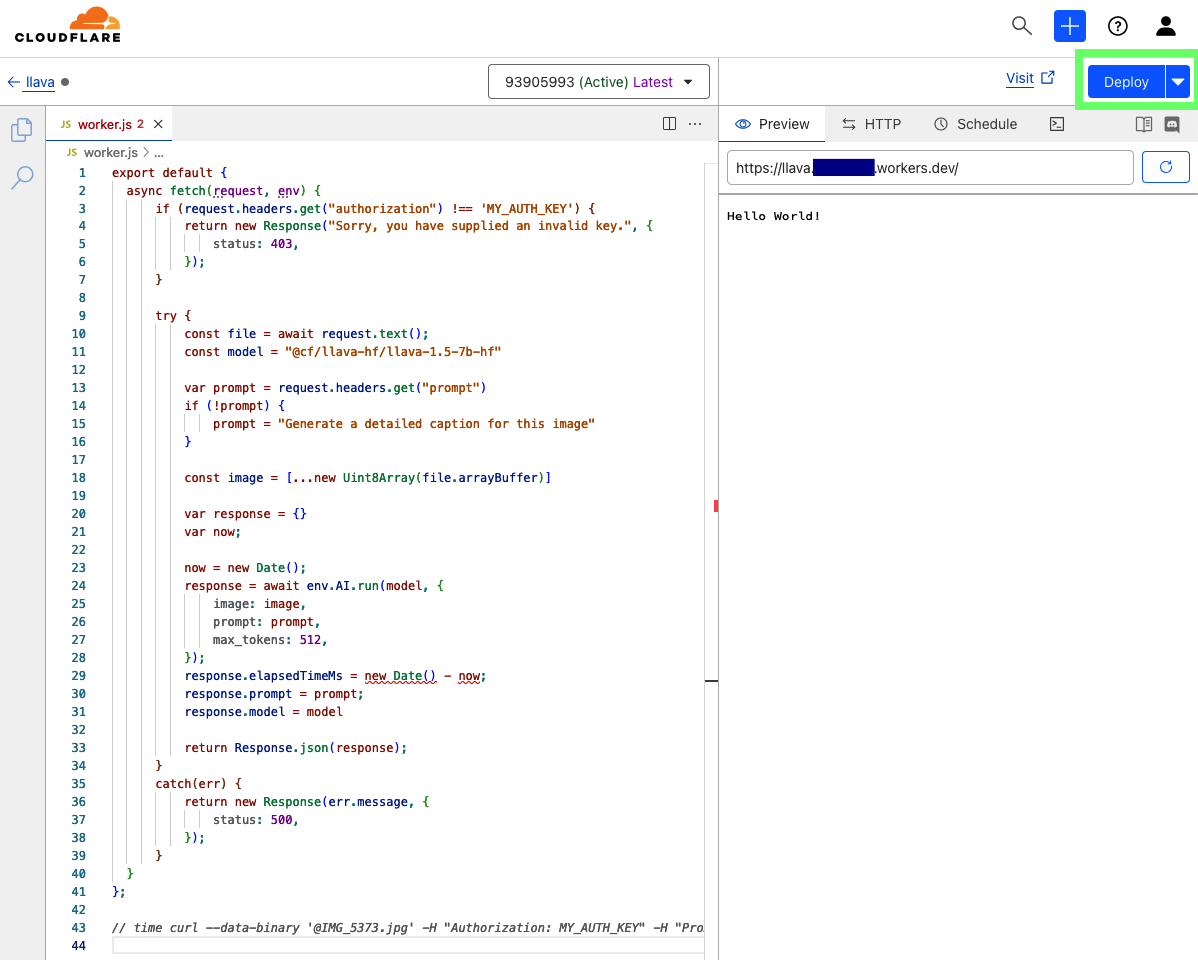 CLOUDFLARE
llava
93905993 (Active) Latest
Visit
Deploy
JS worker.js 2
Preview
HTTP
Schedule
JS worker.js > ...
https://llava.
.workers.dev/
Hello World!
1 export default {
2 async fetch(request, env) {
3 if (request.headers.get("authorization") !== 'MY_AUTH_KEY') {
4 return new Response("Sorry, you have supplied an invalid key.", {
5 status: 403,
6 });
7 }
8
9 try {
10 const file = await request.text();
11 const model = "@cf/llava-hf/llava-1.5-7b-hf"
12
13 var prompt = request.headers.get("prompt")
14 if (!prompt) {
15 prompt = "Generate a detailed caption for this image"
16 }
17
18 const image = [...new Uint8Array(file.arrayBuffer)]
19
20 var response = {}
21 var now;
22
23 now = new Date();
24 response = await env.AI.run(model, {
25 image: image,
26 prompt: prompt,
27 max_tokens: 512,
28 });
29 response.elapsedTimeMs = new Date() - now;
30 response.prompt = prompt;
31 response.model = model
32
33 return Response.json(response);
34 }
35 catch(err) {
36 return new Response(err.message, {
37 status: 500,
38 });
39 }
40 }
41 };
42
43 // time curl --data-binary '@IMG_5373.jpg' -H "Authorization: MY_AUTH_KEY" -H "Pro
44